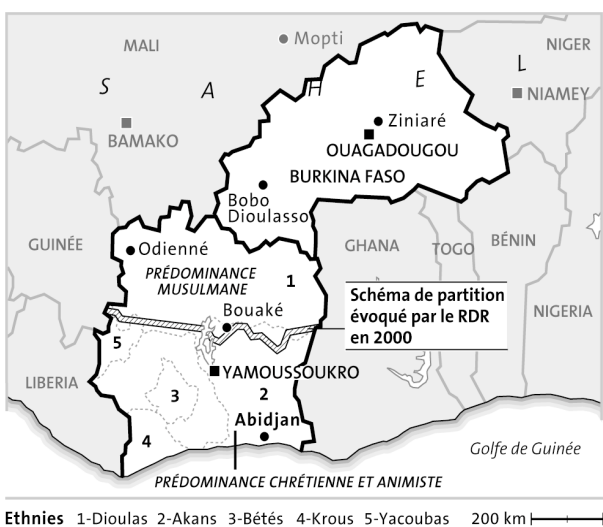 MALI
Mopti
NIGER
S A H E L
NIAMEY
BAMAKO
Ziniaré
OUAGADOUGOU
BURKINA FASO
Bobo
Dioulasso
GUINÉE
Odienné
GHANA
TOGO
BÉNIN
PRÉDOMINANCE
MUSULMANE
1
Bouaké
Schéma de partition
évoqué par le RDR
en 2000
NIGERIA
5
YAMOUSSOUKRO
LIBERIA
3
2
Abidjan
4
Golfe de Guinée
PRÉDOMINANCE CHRÉTIENNE ET ANIMISTE
Ethnies 1-Dioulas 2-Akans 3-Bétés 4-Krous 5-Yacoubas 200 km